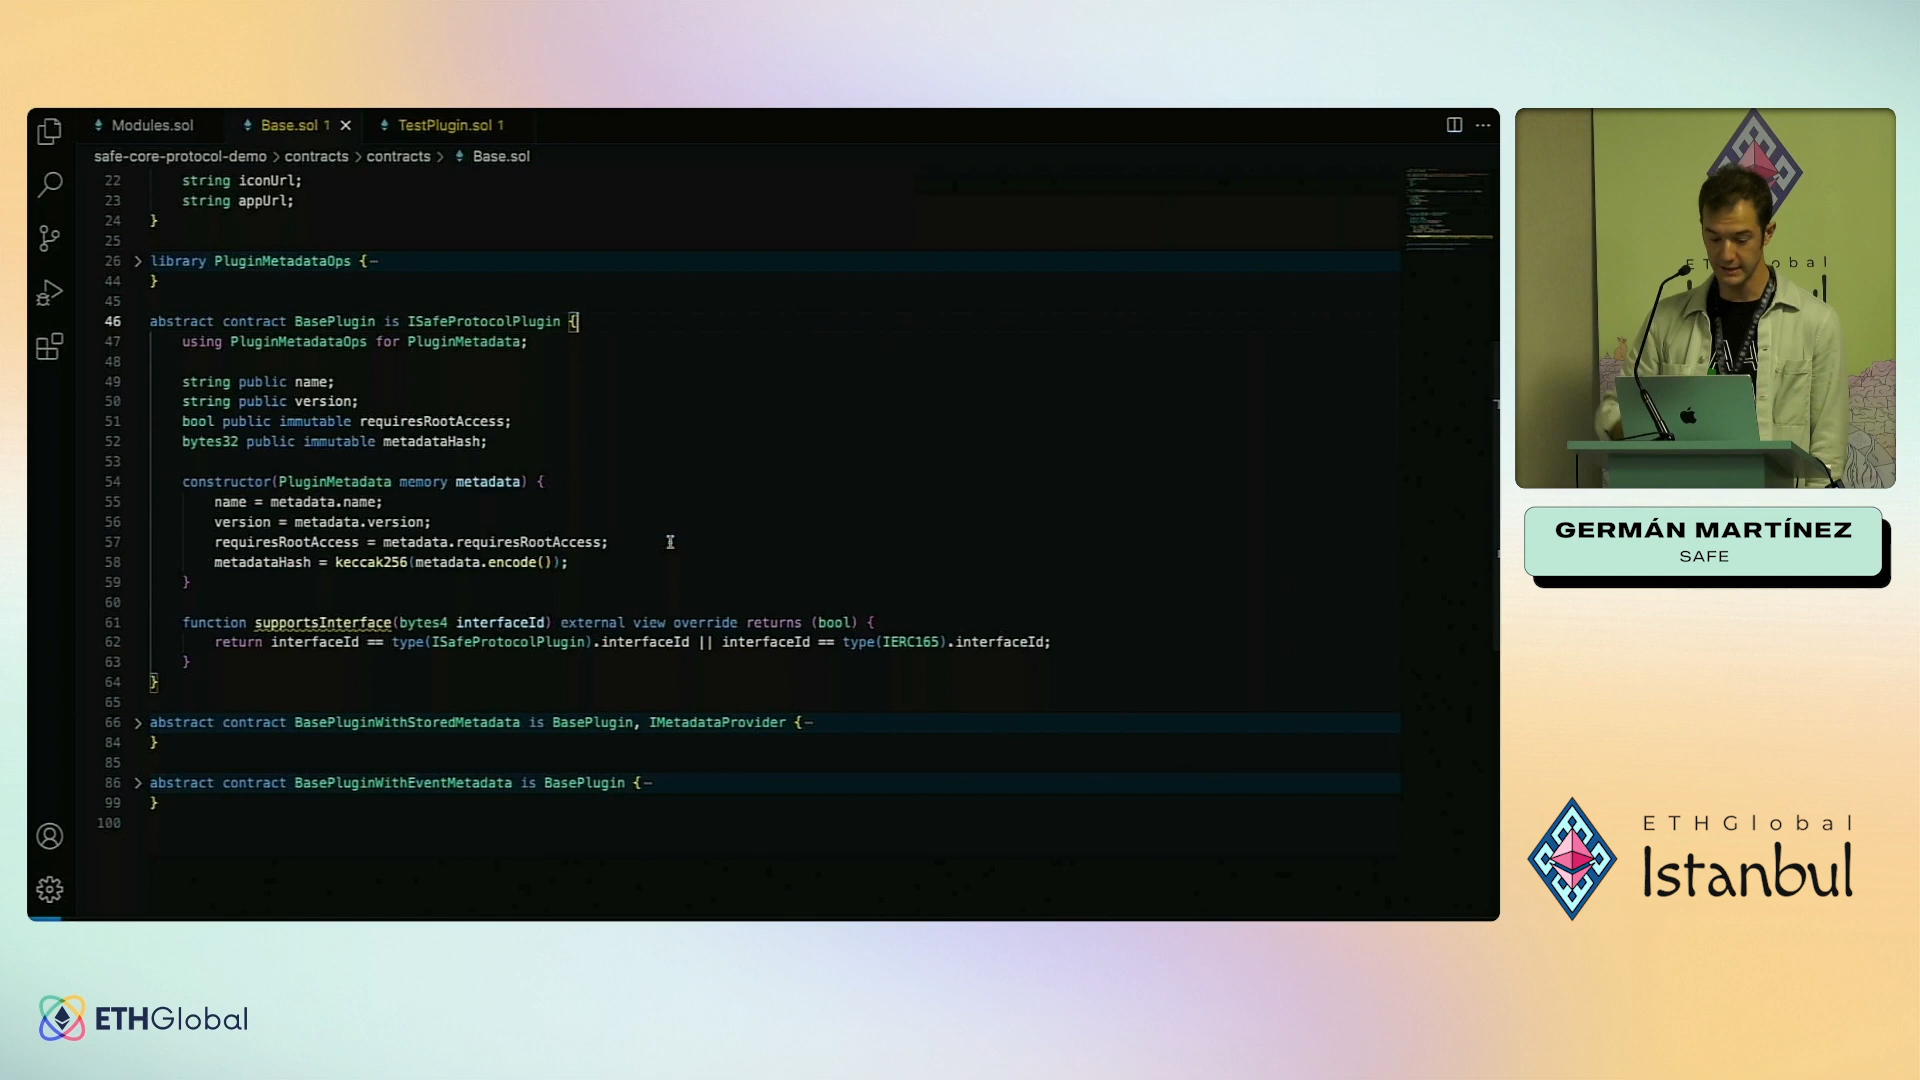 Modules.sol
Base.sol 1
TestPlugin.sol 1
safe-core-protocol-demo > contracts > contracts > Base.sol
22 string iconUrl;
23 string appUrl;
24 }
25
26 library PluginMetadataOps {
44 }
45
46 abstract contract BasePlugin is ISafeProtocolPlugin {
47 using PluginMetadataOps for PluginMetadata;
48
49 string public name;
50 string public version;
51 bool public immutable requiresRootAccess;
52 bytes32 public immutable metadataHash;
53
54 constructor(PluginMetadata memory metadata) {
55 name = metadata.name;
56 version = metadata.version;
57 requiresRootAccess = metadata.requiresRootAccess;
58 metadataHash = keccak256(metadata.encode());
59 }
60
61 function supportsInterface(bytes4 interfaceId) external view override returns (bool) {
62 return interfaceId == type(ISafeProtocolPlugin).interfaceId || interfaceId == type(IERC165).interfaceId;
63 }
64 }
65
66 abstract contract BasePluginWithStoredMetadata is BasePlugin, IMetadataProvider {
84 }
85
86 abstract contract BasePluginWithEventMetadata is BasePlugin {
99 }
100
GERMÁN MARTÍNEZ
SAFE
ETHGlobal
Istanbul
ETHGlobal